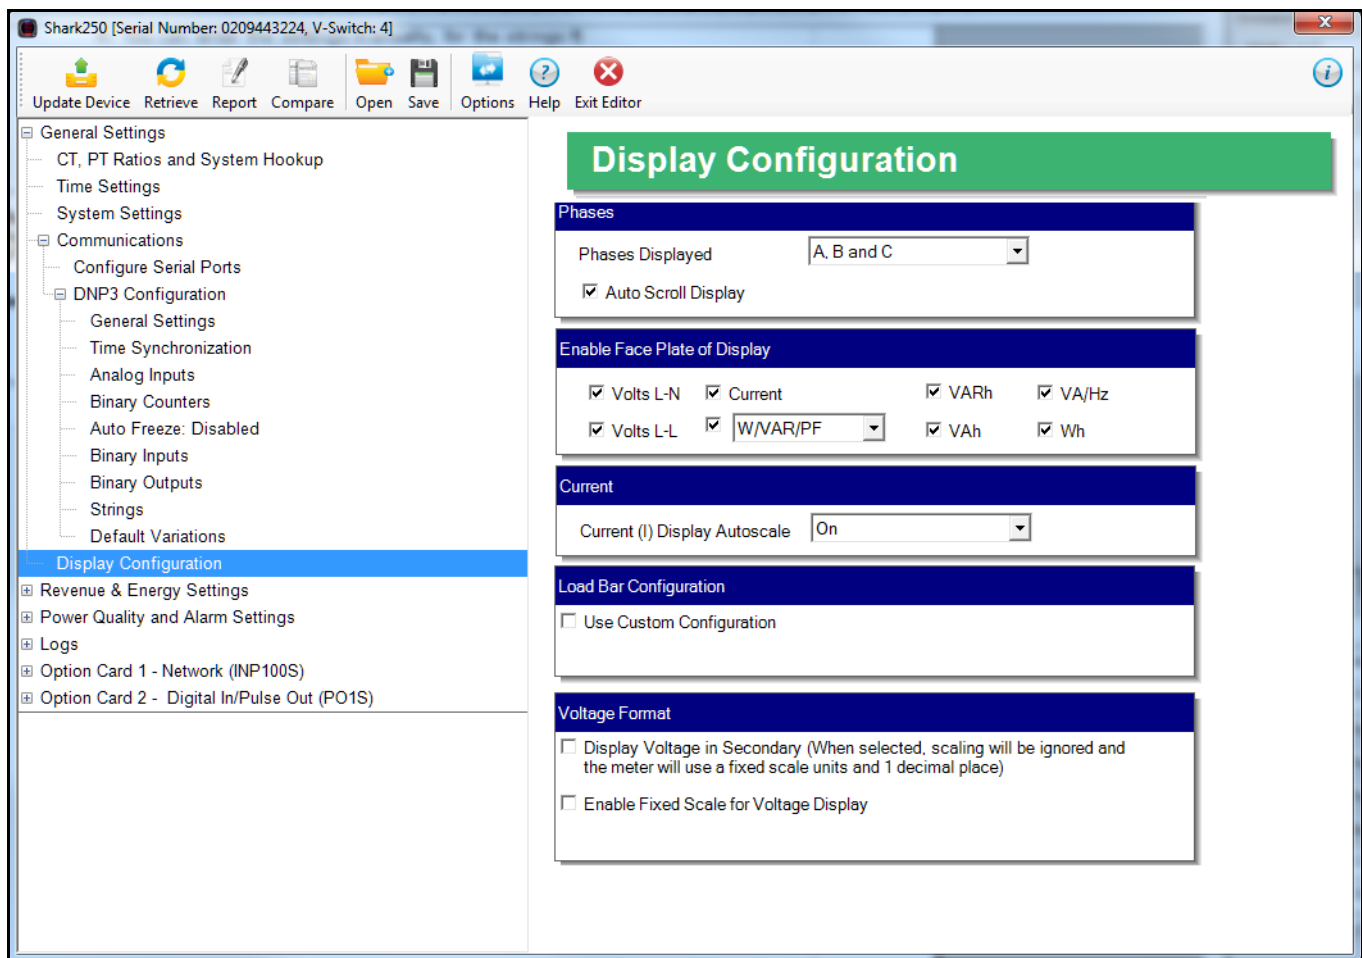 Shark250 [Serial Number: 0209443224, V-Switch: 4]
Update Device Retrieve Report Compare Open Save Options Help Exit Editor
General Settings
CT, PT Ratios and System Hookup
Time Settings
System Settings
Communications
Configure Serial Ports
DNP3 Configuration
General Settings
Time Synchronization
Analog Inputs
Binary Counters
Auto Freeze: Disabled
Binary Inputs
Binary Outputs
Strings
Default Variations
Display Configuration
Revenue & Energy Settings
Power Quality and Alarm Settings
Logs
Option Card 1 - Network (INP100S)
Option Card 2 - Digital In/Pulse Out (PO1S)
Display Configuration
Phases
Phases Displayed A, B and C
Auto Scroll Display
Enable Face Plate of Display
Volts L-N Current VARh VA/Hz
Volts L-L W/VAR/PF VAh Wh
Current
Current (I) Display Autoscale On
Load Bar Configuration
Use Custom Configuration
Voltage Format
Display Voltage in Secondary (When selected, scaling will be ignored and
the meter will use a fixed scale units and 1 decimal place)
Enable Fixed Scale for Voltage Display